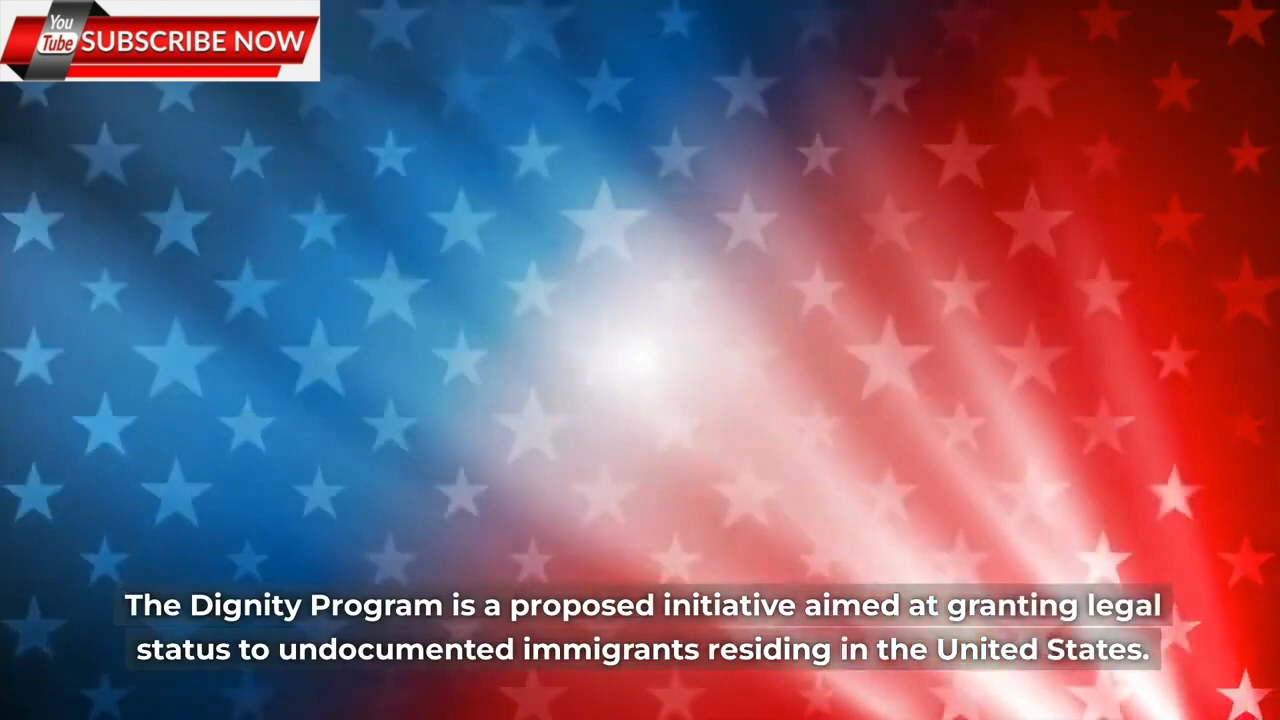 You
Tube
SUBSCRIBE NOW
The Dignity Program is a proposed initiative aimed at granting legal
status to undocumented immigrants residing in the United States.